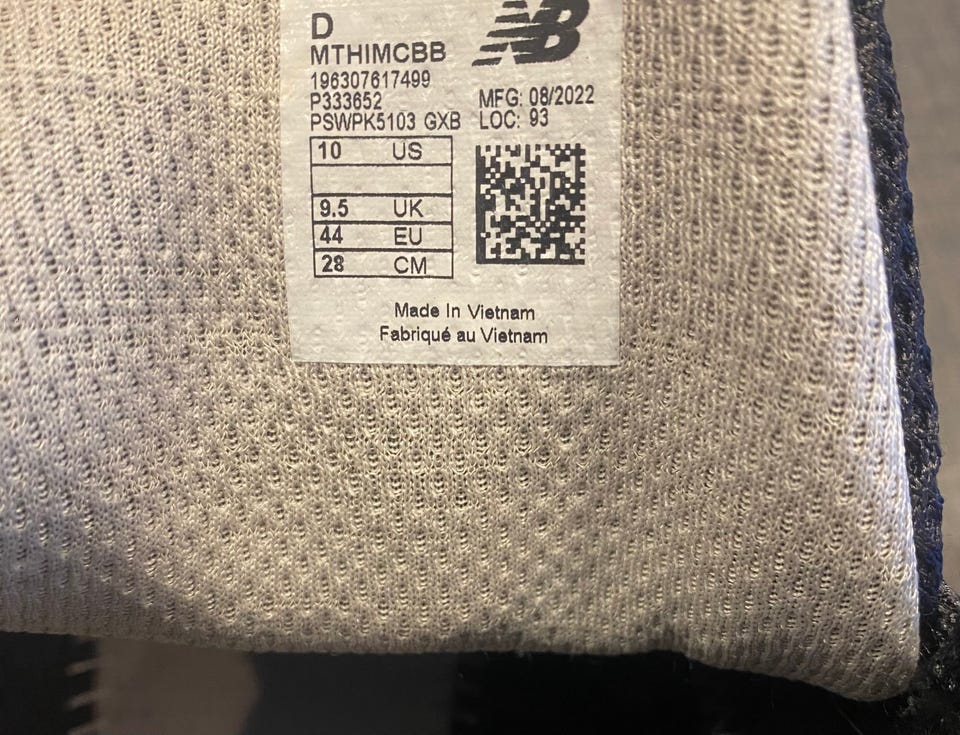 D
NB
MTHIMCBB
196307617499
P333652
MFG: 08/2022
PSWPK5103 GXB
LOC: 93
10 US
9.5 UK
44 EU
28 CM
Made In Vietnam
Fabriqué au Vietnam